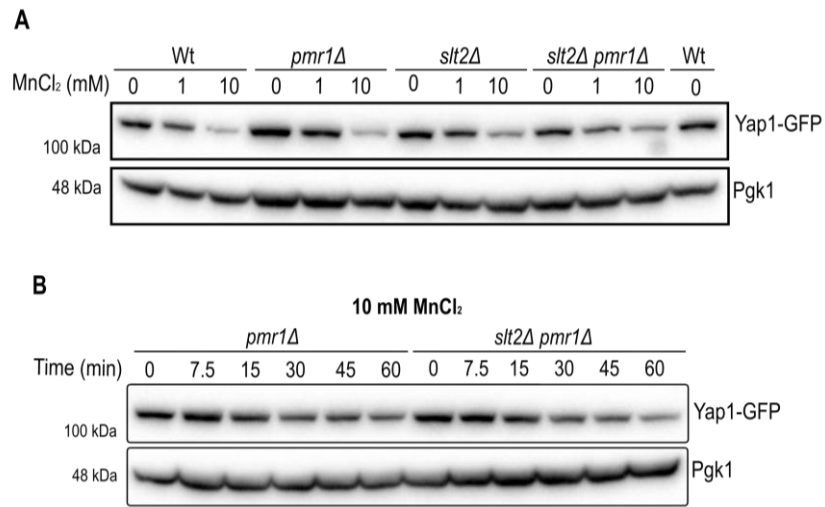 A
Wt pmr1Δ slt2Δ slt2Δ pmr1Δ Wt
MnCl₂ (mM) 0 1 10 0 1 10 0 1 10 0 1 10 0
Yap1-GFP
100 kDa
48 kDa
Pgk1
B
10 mM MnCl₂
pmr1Δ slt2Δ pmr1Δ
Time (min) 0 7.5 15 30 45 60 0 7.5 15 30 45 60
Yap1-GFP
100 kDa
48 kDa
Pgk1